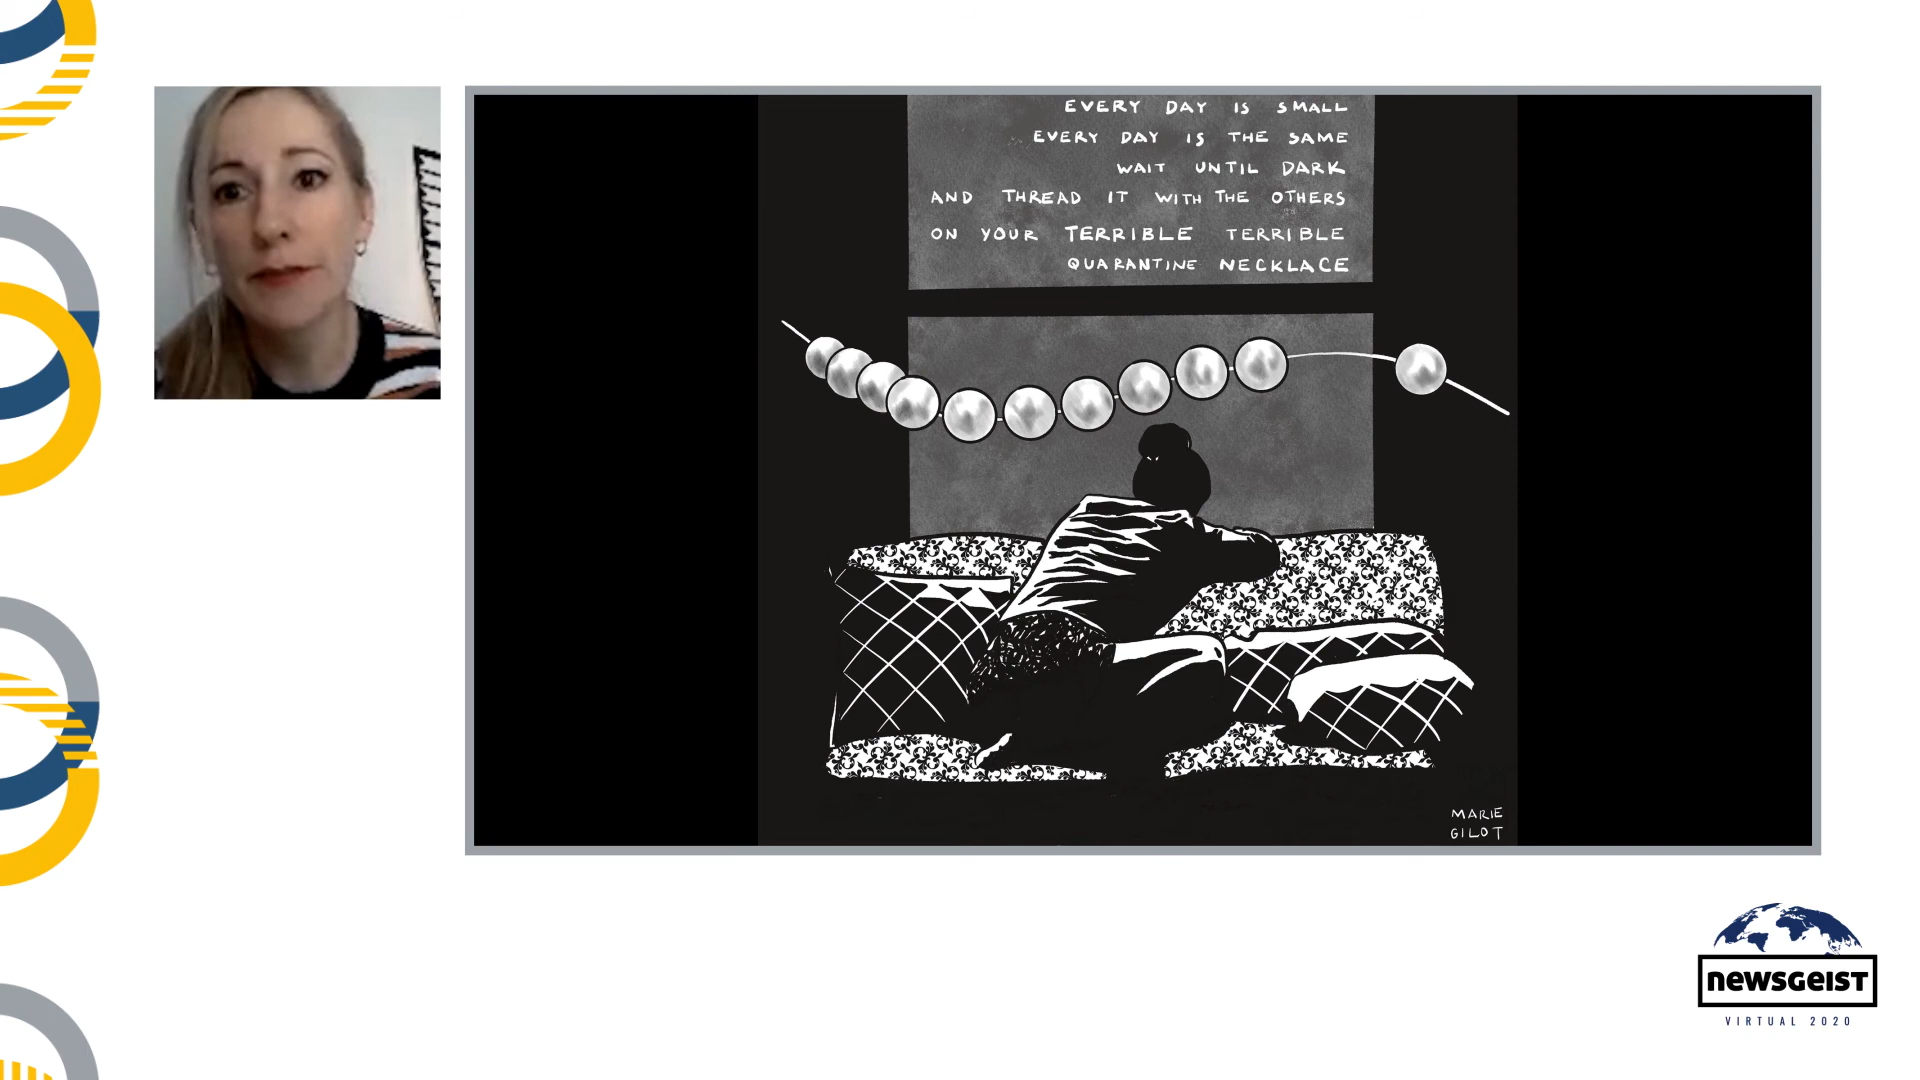 EVERY DAY IS SMALL
EVERY DAY IS THE SAME
WAIT UNTIL DARK
AND THREAD IT WITH THE OTHERS
ON YOUR TERRIBLE TERRIBLE
QUARANTINE NECKLACE
MARIE
GILOT
newsgeist
VIRTUAL 2020